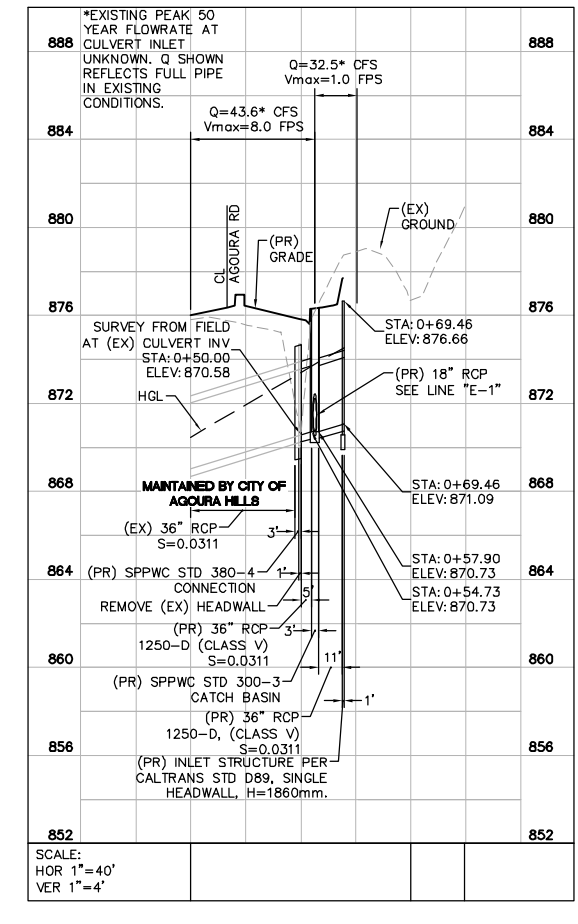 *EXISTING PEAK 50
YEAR FLOWRATE AT
CULVERT INLET
UNKNOWN. Q SHOWN
REFLECTS FULL PIPE
IN EXISTING
CONDITIONS.
888
888
Q=32.5* CFS
Vmax=1.0 FPS
Q=43.6* CFS
Vmax=8.0 FPS
884
884
880
880
CL
AGOURA RD
(PR)
GRADE
(EX)
GROUND
876
876
SURVEY FROM FIELD
AT (EX) CULVERT INV
STA: 0+50.00
ELEV: 870.58
STA: 0+69.46
ELEV: 876.66
(PR) 18" RCP
SEE LINE "E-1"
872
872
HGL
868
868
MAINTAINED BY CITY OF
AGOURA HILLS
STA: 0+69.46
ELEV: 871.09
(EX) 36" RCP
S=0.0311
3'
STA: 0+57.90
ELEV: 870.73
864
864
(PR) SPPWC STD 380-4
CONNECTION
1'
STA: 0+54.73
ELEV: 870.73
REMOVE (EX) HEADWALL
5'
(PR) 36" RCP
1250-D (CLASS V)
S=0.0311
3'
860
860
11'
(PR) SPPWC STD 300-3
CATCH BASIN
1'
(PR) 36" RCP
1250-D, (CLASS V)
S=0.0311
856
856
(PR) INLET STRUCTURE PER
CALTRANS STD D89, SINGLE
HEADWALL, H=1860mm.
852
852
SCALE:
HOR 1"=40'
VER 1"=4'